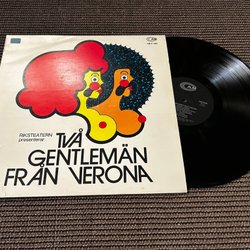 RIKSTEATERN
presenterar
TVÅ
GENTLEMÄN
FRÅN VERONA